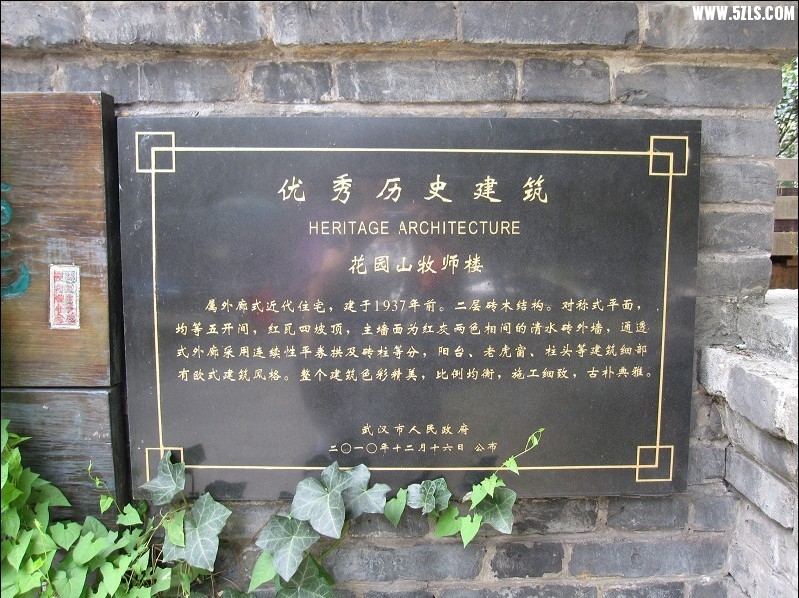 WWW.5ZLS.COM
优秀历史建筑
HERITAGE ARCHITECTURE
花园山牧师楼
属外廊式近代住宅，建于1937年前。二层砖木结构。对称式平面，
均等五开间，红瓦四坡顶，主墙面为红灰两色相间的清水砖外墙，通透
式外廊采用连续性平券拱及砖柱等分，阳台、老虎窗、柱头等建筑细部
有欧式建筑风格。整个建筑色彩精美，比例均衡，施工细致，古朴典雅。
武汉市人民政府
二〇一〇年十二月十六日 公布